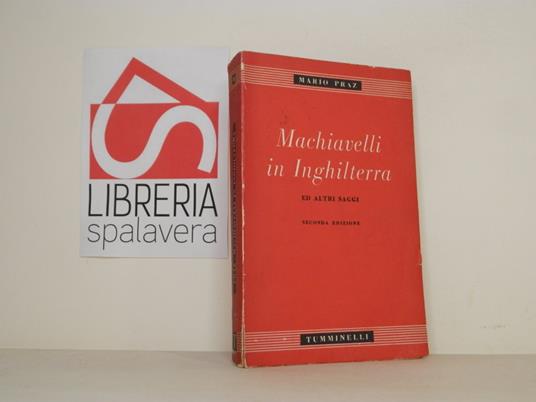 LIBRERIA
spalavera
MARIO PRAZ
Machiavelli
in Inghilterra
ED ALTRI SAGGI
SECONDA EDIZIONE
TUMMINELLI